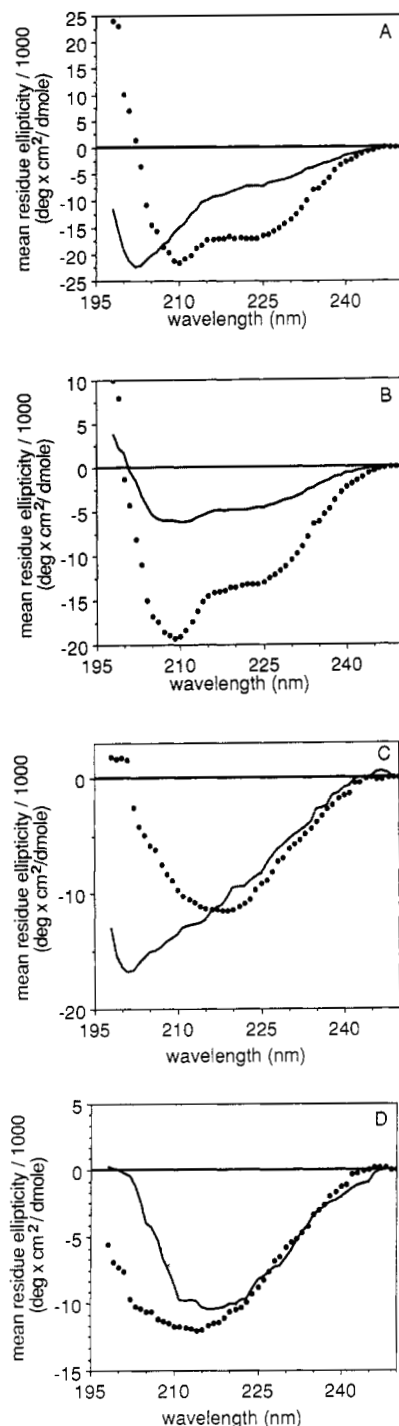 A
mean residue ellipticity / 1000
(deg x cm²/ dmole)
25
20
15
10
5
0
-5
-10
-15
-20
-25
195
210
225
240
wavelength (nm)
B
mean residue ellipticity / 1000
(deg x cm²/ dmole)
10
5
0
-5
-10
-15
-20
195
210
225
240
wavelength (nm)
C
mean residue ellipticity / 1000
(deg x cm²/dmole)
0
-10
-20
195
210
225
240
wavelength (nm)
D
mean residue ellipticity / 1000
(deg x cm²/ dmole)
5
0
-5
-10
-15
195
210
225
240
wavelength (nm)